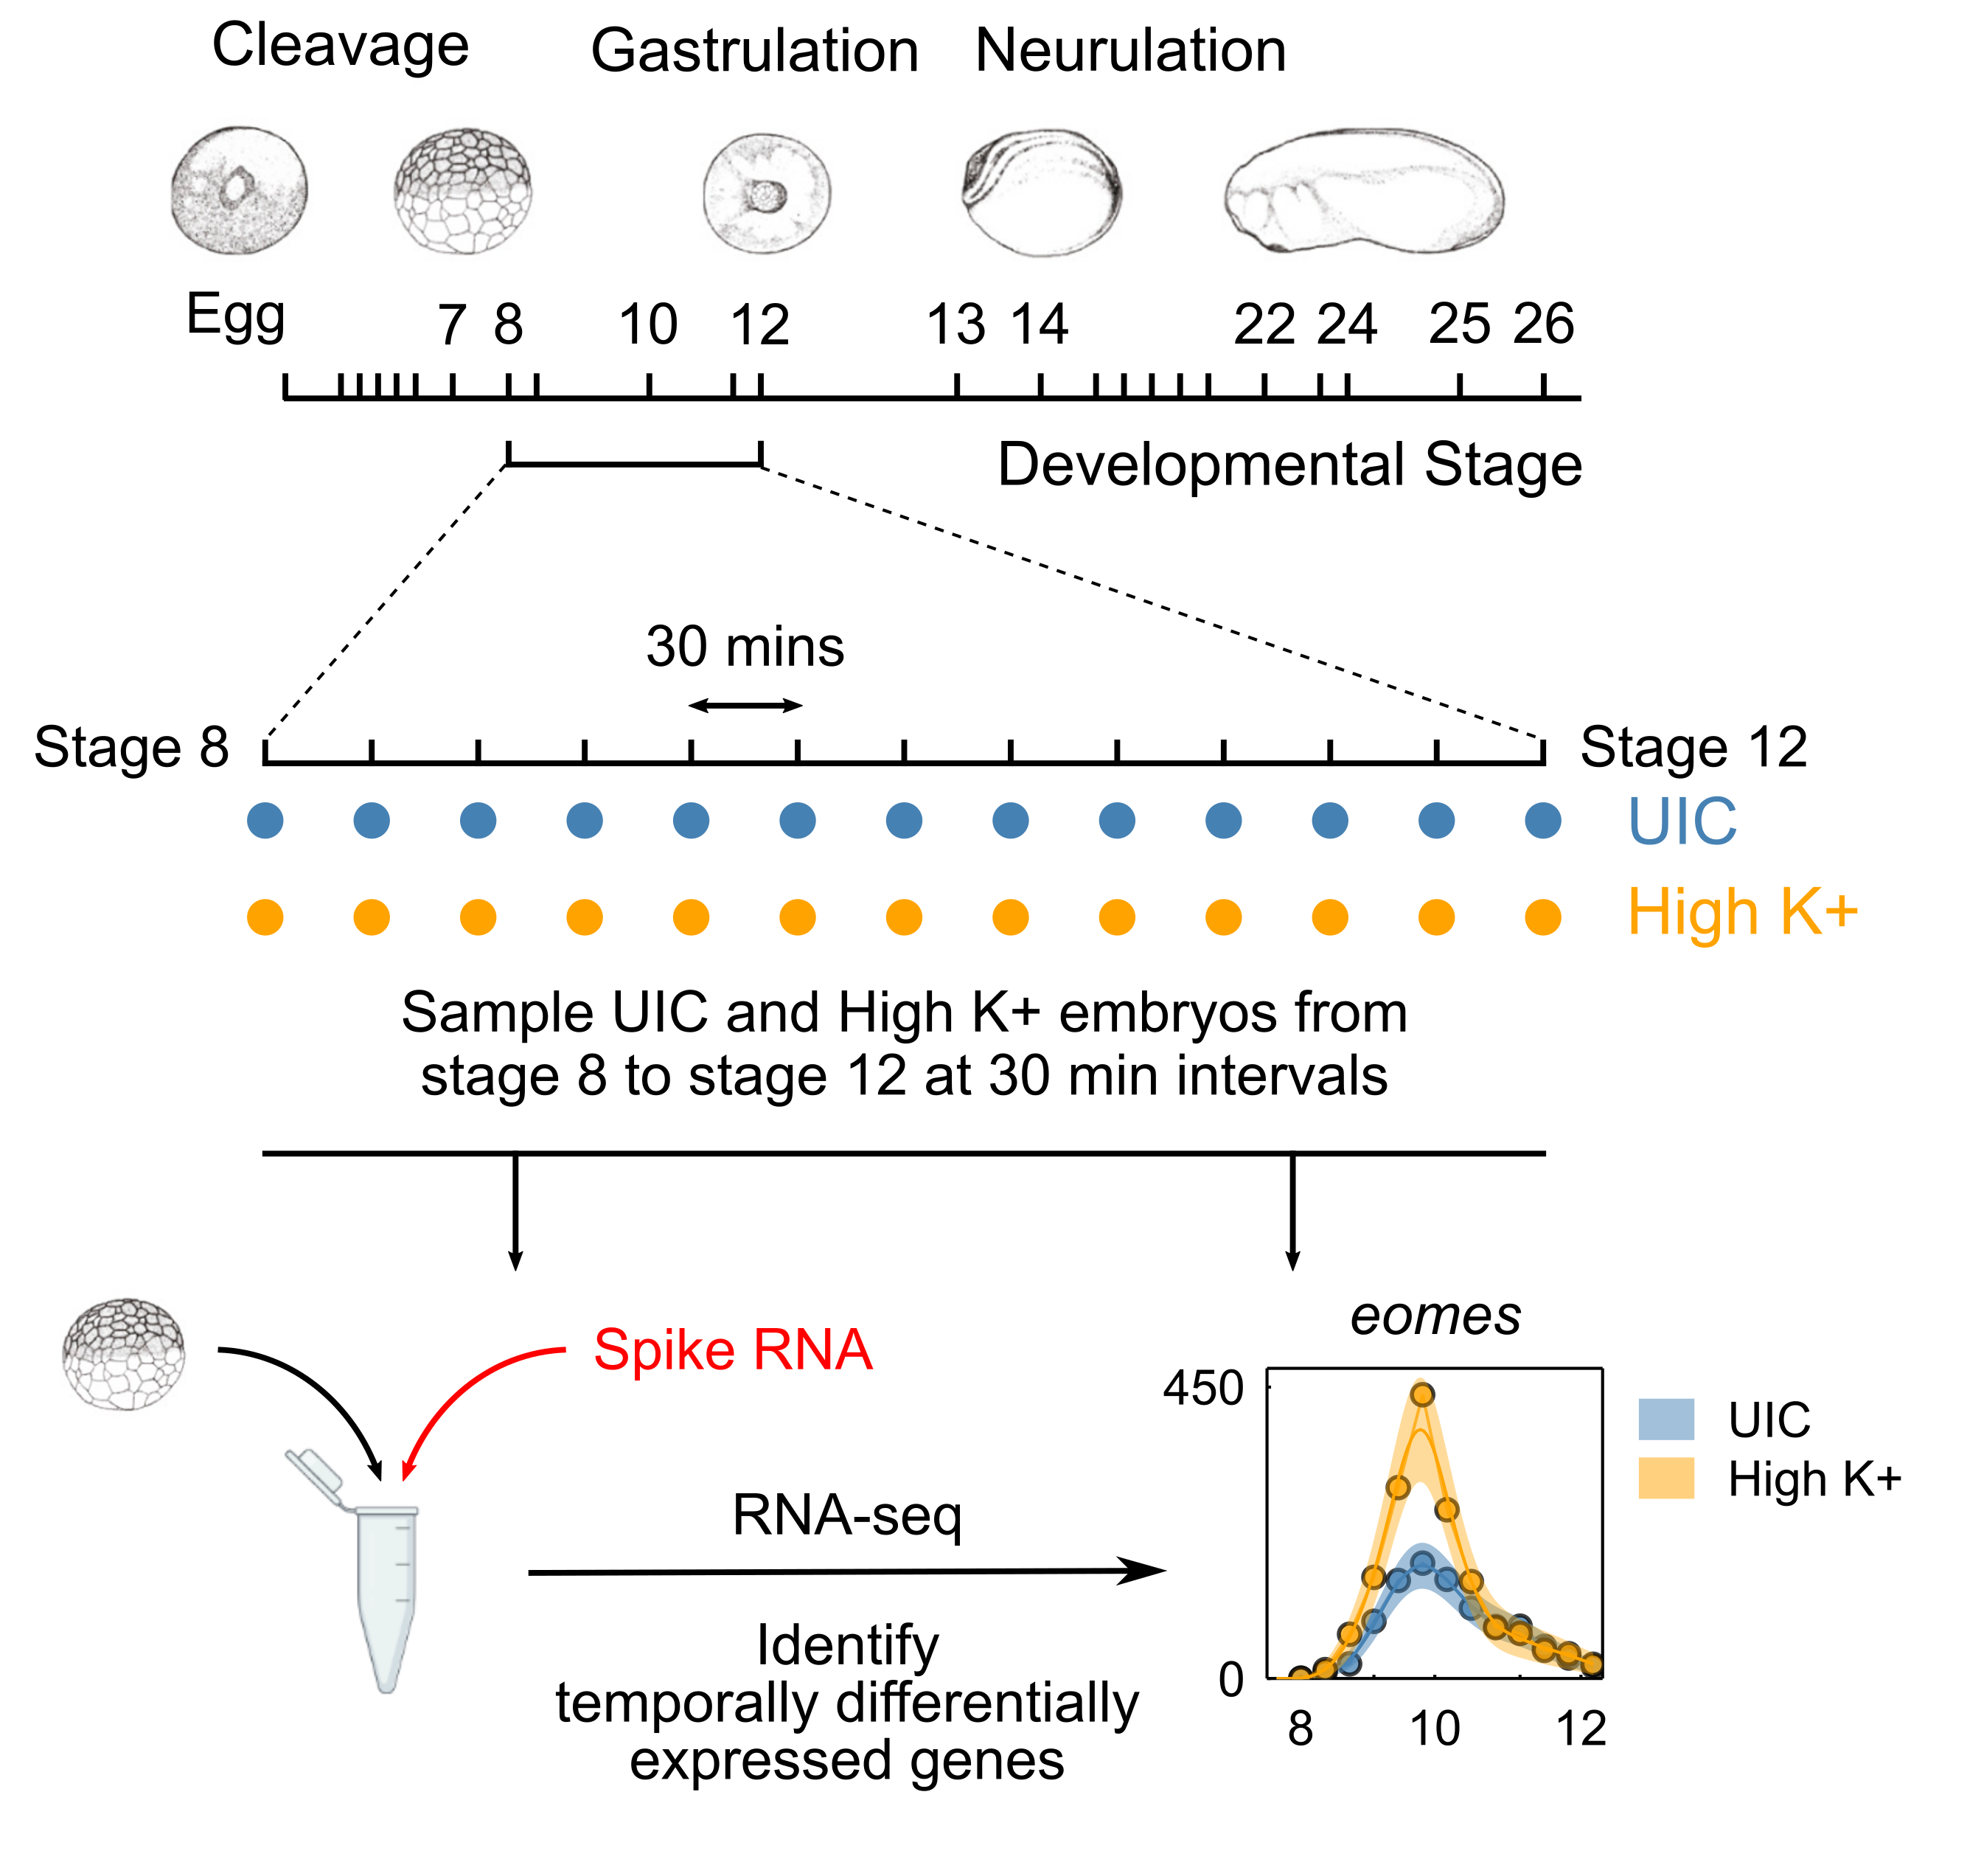 Cleavage Gastrulation Neurulation
Egg 7 8 10 12 13 14 22 24 25 26
Developmental Stage
30 mins
Stage 8 Stage 12
UIC
High K+
Sample UIC and High K+ embryos from
stage 8 to stage 12 at 30 min intervals
Spike RNA
RNA-seq
Identify
temporally differentially
expressed genes
eomes
450
0
8 10 12
UIC
High K+